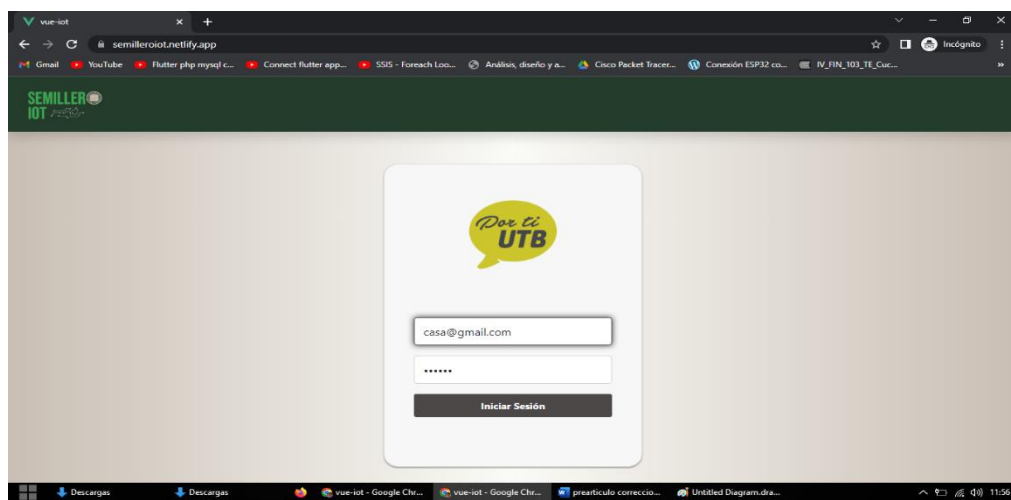 vue-iot
semilleroiot.netlify.app
Incógnito
Gmail YouTube Flutter php mysql c... Connect flutter app... SSIS - Foreach Loo... Análisis, diseño y a... Cisco Packet Tracer... Conexión ESP32 co... IV_FIN_103_TE_Cuc... »
SEMILLER
IOT
Por ti
UTB
casa@gmail.com
••••••
Iniciar Sesión
Descargas Descargas vue-iot - Google Chr... vue-iot - Google Chr... prearticulo correccio... Untitled Diagram.dra... 11:56